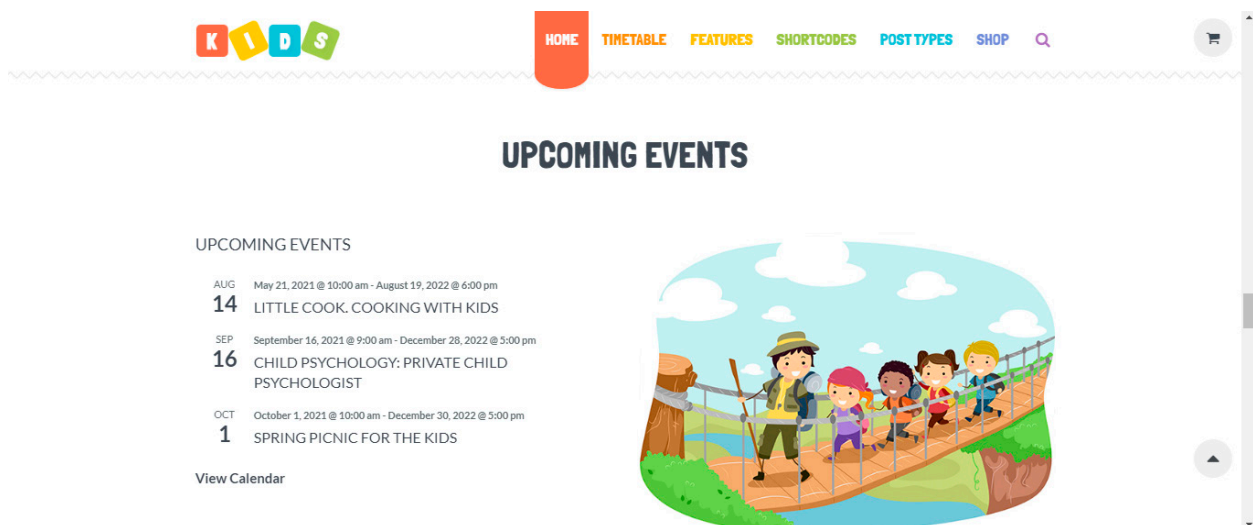 KIDS
HOME TIMETABLE FEATURES SHORTCODES POST TYPES SHOP
UPCOMING EVENTS
UPCOMING EVENTS
AUG
14
May 21, 2021 @ 10:00 am - August 19, 2022 @ 6:00 pm
LITTLE COOK. COOKING WITH KIDS
SEP
16
September 16, 2021 @ 9:00 am - December 28, 2022 @ 5:00 pm
CHILD PSYCHOLOGY: PRIVATE CHILD
PSYCHOLOGIST
OCT
1
October 1, 2021 @ 10:00 am - December 30, 2022 @ 5:00 pm
SPRING PICNIC FOR THE KIDS
View Calendar